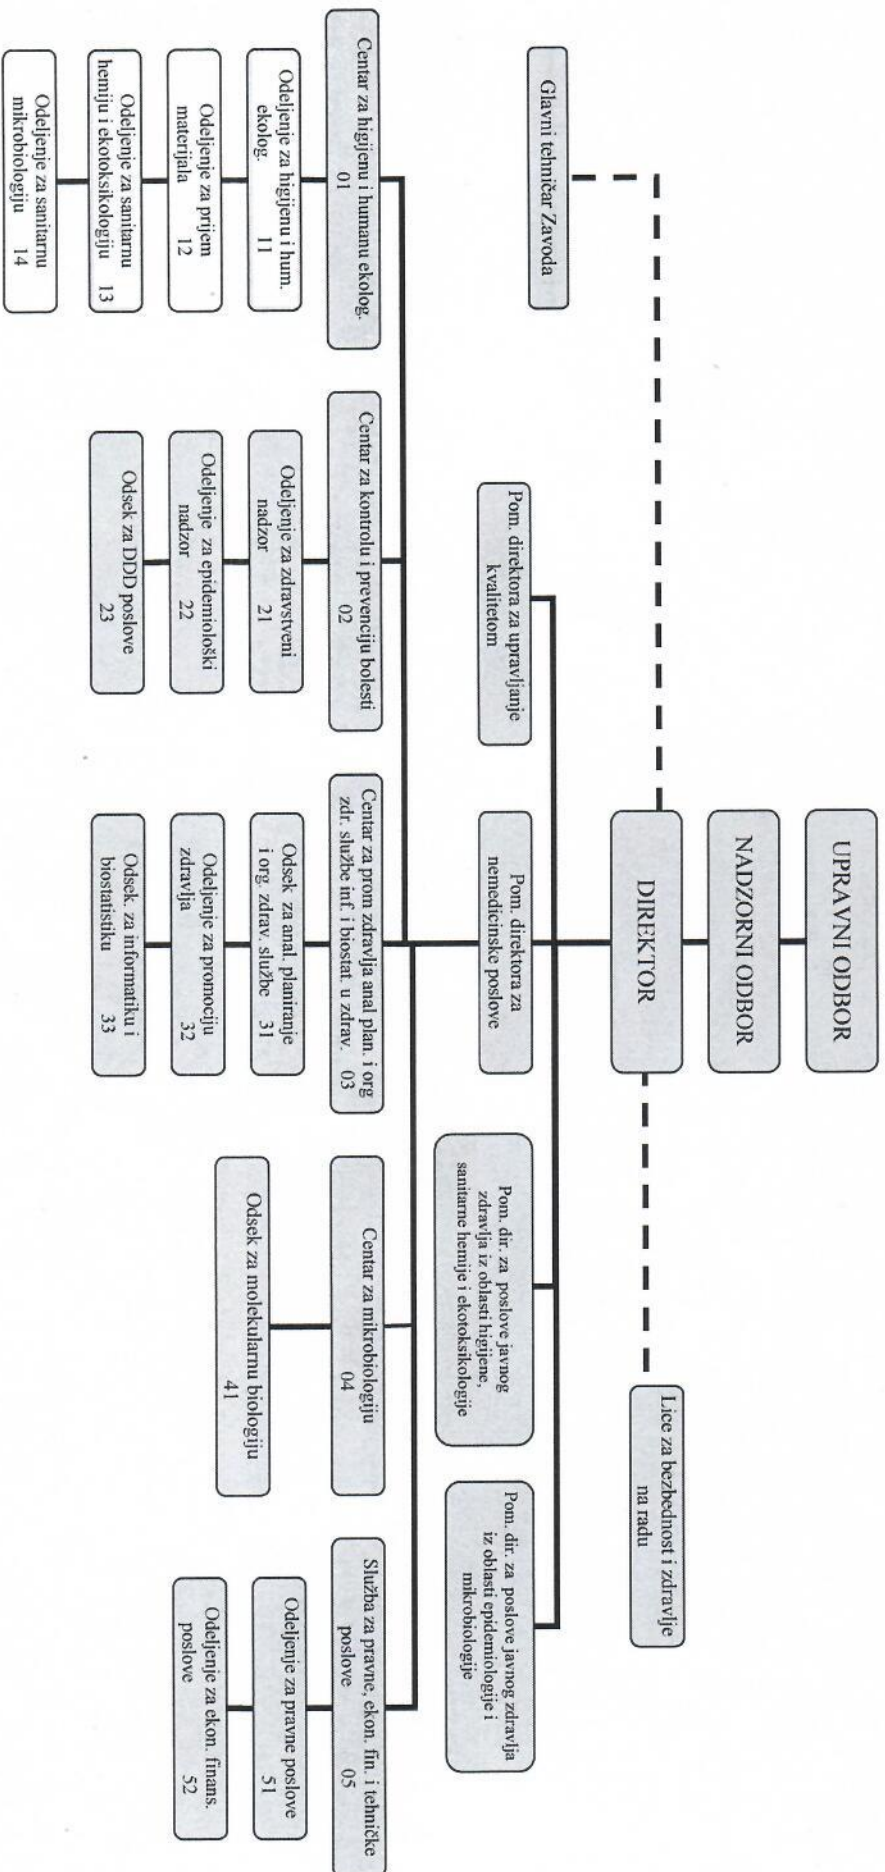 UPRAVNI ODBOR
NADZORNI ODBOR
DIREKTOR
Glavni tehničar Zavoda
Lice za bezbednost i zdravlje
na radu
Pom. direktora za upravljanje
kvalitetom
Pom. direktora za
nemedicinske poslove
Pom. dir. za poslove javnog
zdravlja iz oblasti higijene,
sanitarne hemije i ekotoksikologije
Pom. dir. za poslove javnog zdravlja
iz oblasti epidemiologije i
mikrobiologije
Centar za higijenu i humanu ekolog.
01
Odeljenje za higijenu i hum.
ekolog. 11
Odeljenje za prijem
materijala 12
Odeljenje za sanitarnu
hemiju i ekotoksikologiju 13
Odeljenje za sanitarnu
mikrobiologiju 14
Centar za kontrolu i prevenciju bolesti
02
Odeljenje za zdravstveni
nadzor 21
Odeljenje za epidemiološki
nadzor 22
Odsek za DDD poslove
23
Centar za prom zdravlja anal plan. i org
zdr. službe inf. i biostat. u zdrav. 03
Odsek za anal. planiranje
i org. zdrav. službe 31
Odeljenje za promociju
zdravlja 32
Odsek. za informatiku i
biostatistiku 33
Centar za mikrobiologiju
04
Odsek za molekularnu biologiju
41
Služba za pravne, ekon. fin. i tehničke
poslove 05
Odeljenje za pravne poslove
51
Odeljenje za ekon. finans.
poslove 52